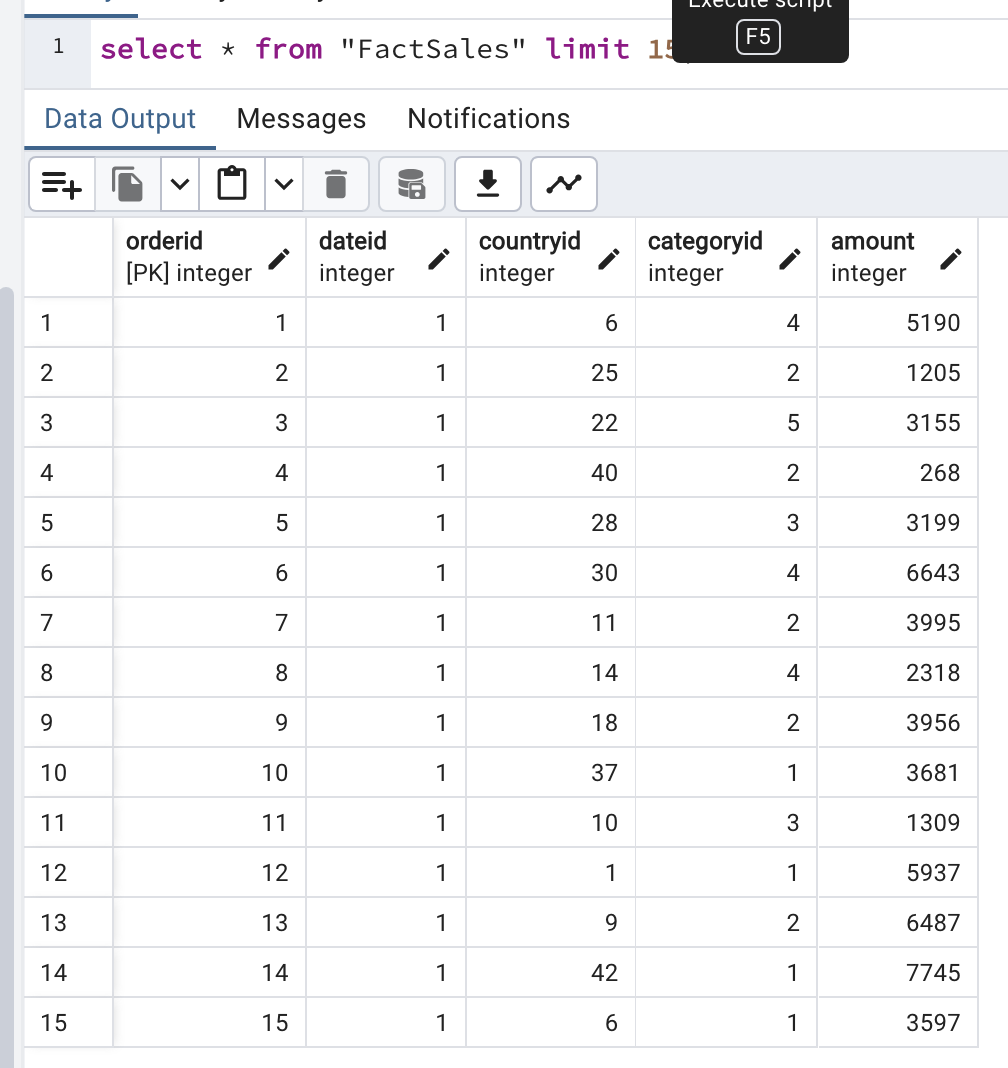 Execute script
F5
1 select * from "FactSales" limit 15
Data Output Messages Notifications
orderid dateid countryid categoryid amount
[PK] integer integer integer integer integer
1 1 1 6 4 5190
2 2 1 25 2 1205
3 3 1 22 5 3155
4 4 1 40 2 268
5 5 1 28 3 3199
6 6 1 30 4 6643
7 7 1 11 2 3995
8 8 1 14 4 2318
9 9 1 18 2 3956
10 10 1 37 1 3681
11 11 1 10 3 1309
12 12 1 1 1 5937
13 13 1 9 2 6487
14 14 1 42 1 7745
15 15 1 6 1 3597